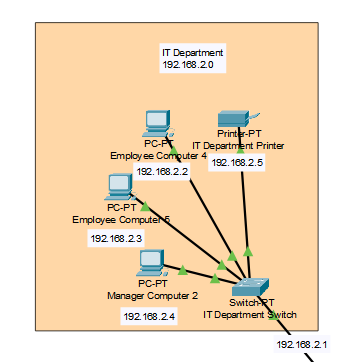 IT Department
192.168.2.0
PC-PT
Employee Computer 4
192.168.2.2
Printer-PT
IT Department Printer
192.168.2.5
PC-PT
Employee Computer 5
192.168.2.3
PC-PT
Manager Computer 2
192.168.2.4
Switch-PT
IT Department Switch
192.168.2.1